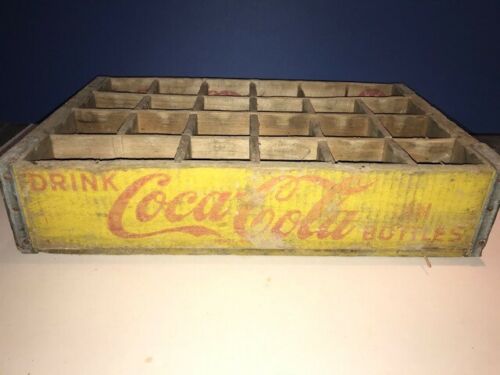 DRINK Coca-Cola IN BOTTLES